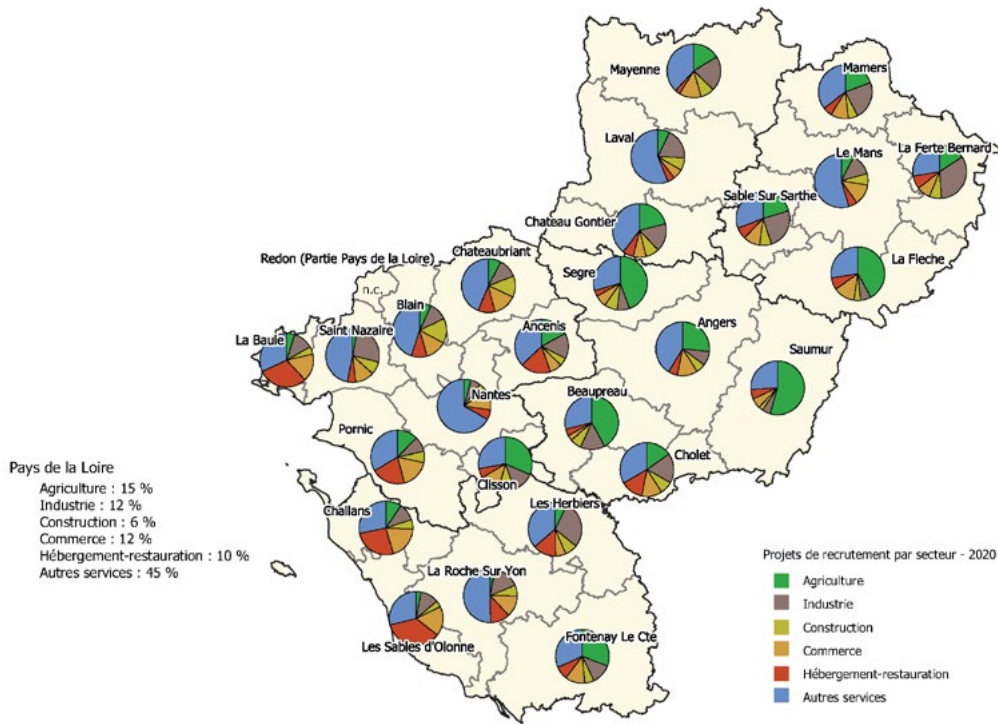 Mayenne
Mamers
Laval
Le Mans
La Ferte Bernard
Sable Sur Sarthe
Chateau Gontier
Chateaubriant
Redon (Partie Pays de la Loire)
n.c.
Segre
La Fleche
Blain
Saint Nazaire
La Baule
Ancenis
Angers
Saumur
Nantes
Beaupreau
Pornic
Cholet
Clisson
Les Herbiers
Challans
La Roche Sur Yon
Les Sables d'Olonne
Fontenay Le Cte
Pays de la Loire
Agriculture : 15 %
Industrie : 12 %
Construction : 6 %
Commerce : 12 %
Hébergement-restauration : 10 %
Autres services : 45 %
Projets de recrutement par secteur - 2020
Agriculture
Industrie
Construction
Commerce
Hébergement-restauration
Autres services